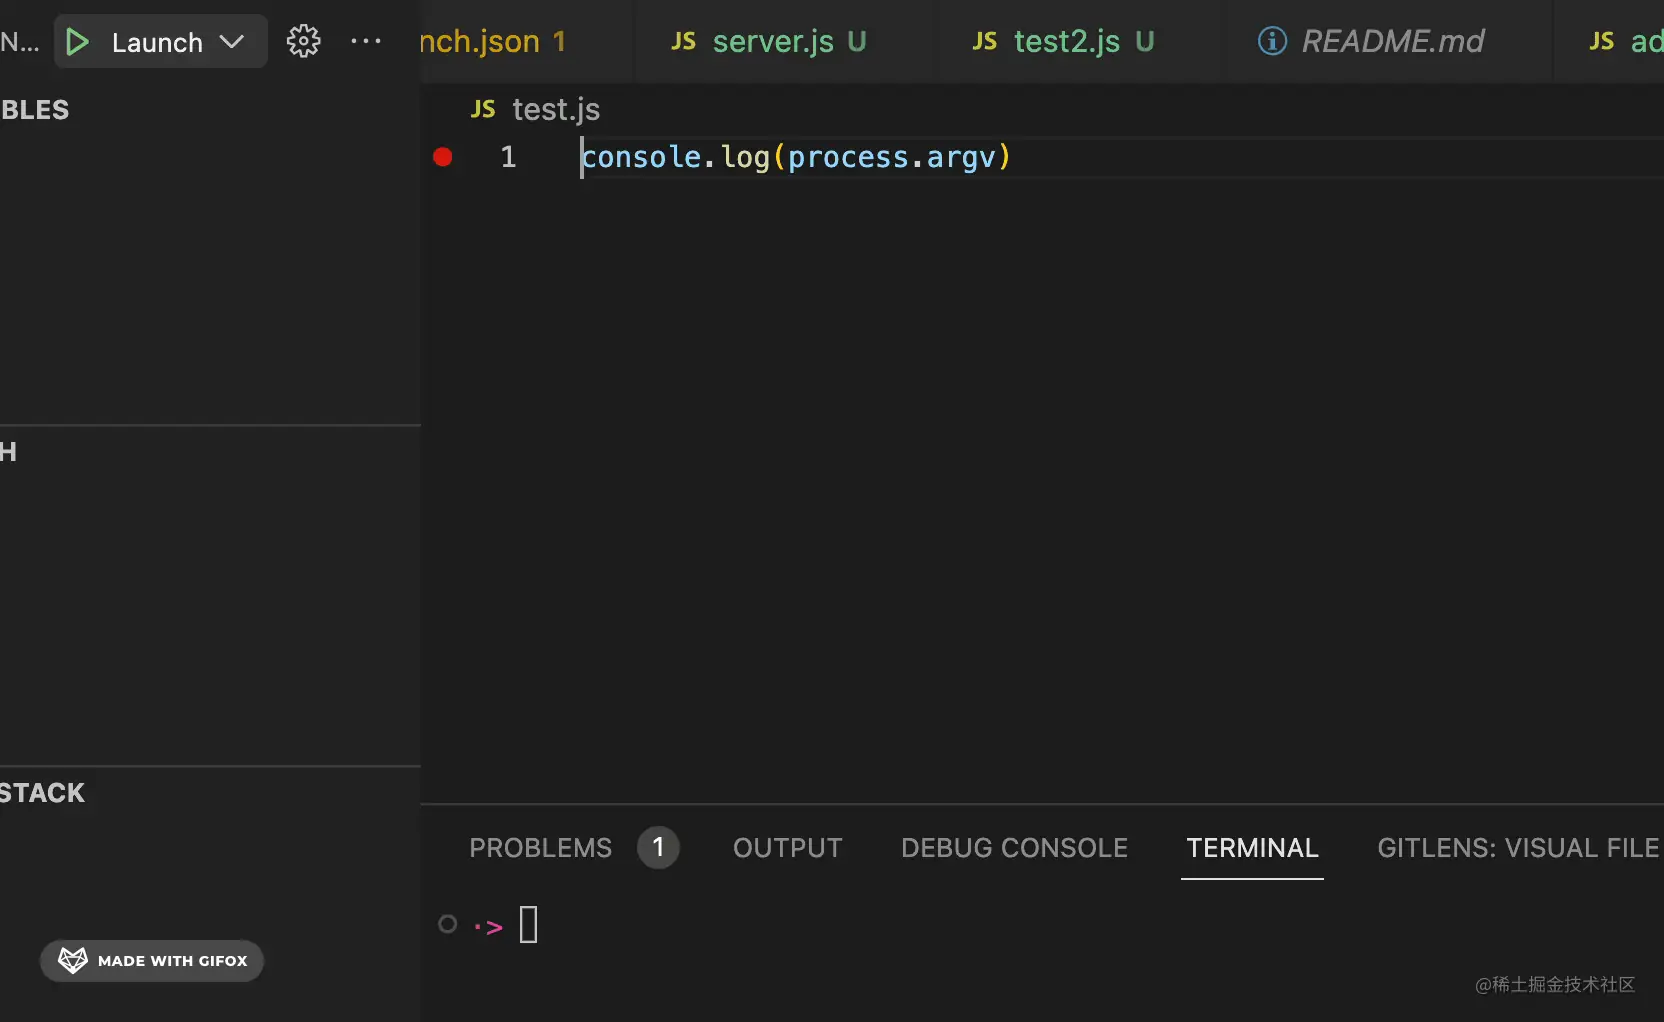 N... Launch ··· nch.json 1 JS server.js U JS test2.js U README.md JS ad
BLES
JS test.js
1 console.log(process.argv)
H
STACK
PROBLEMS 1 OUTPUT DEBUG CONSOLE TERMINAL GITLENS: VISUAL FILE
·>
MADE WITH GIFOX
@稀土掘金技术社区